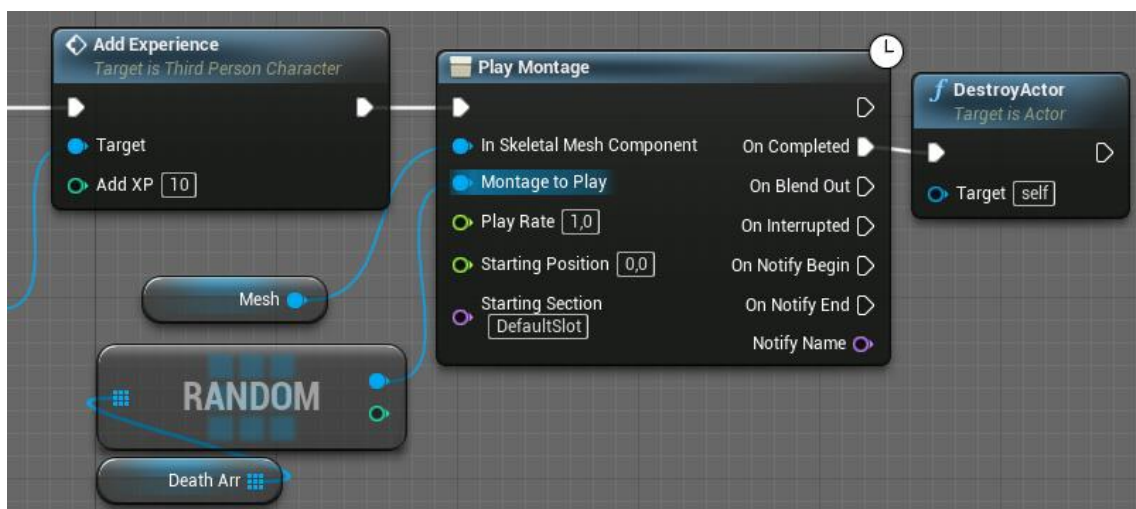 Add Experience
Target is Third Person Character
Target
Add XP 10
Play Montage
In Skeletal Mesh Component
On Completed
Montage to Play
On Blend Out
Play Rate 1,0
On Interrupted
Starting Position 0,0
On Notify Begin
Starting Section
DefaultSlot
On Notify End
Notify Name
DestroyActor
Target is Actor
Target self
Mesh
RANDOM
Death Arr